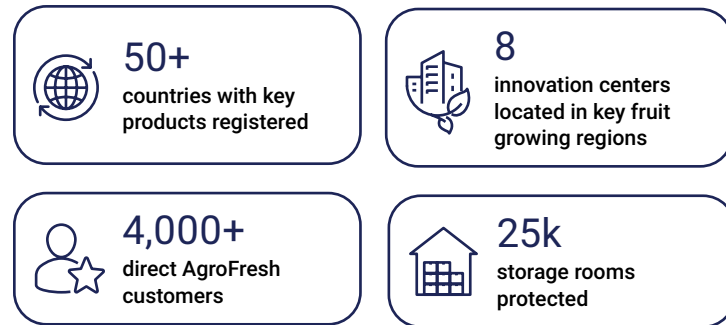 50+
countries with key
products registered
8
innovation centers
located in key fruit
growing regions
4,000+
direct AgroFresh
customers
25k
storage rooms
protected